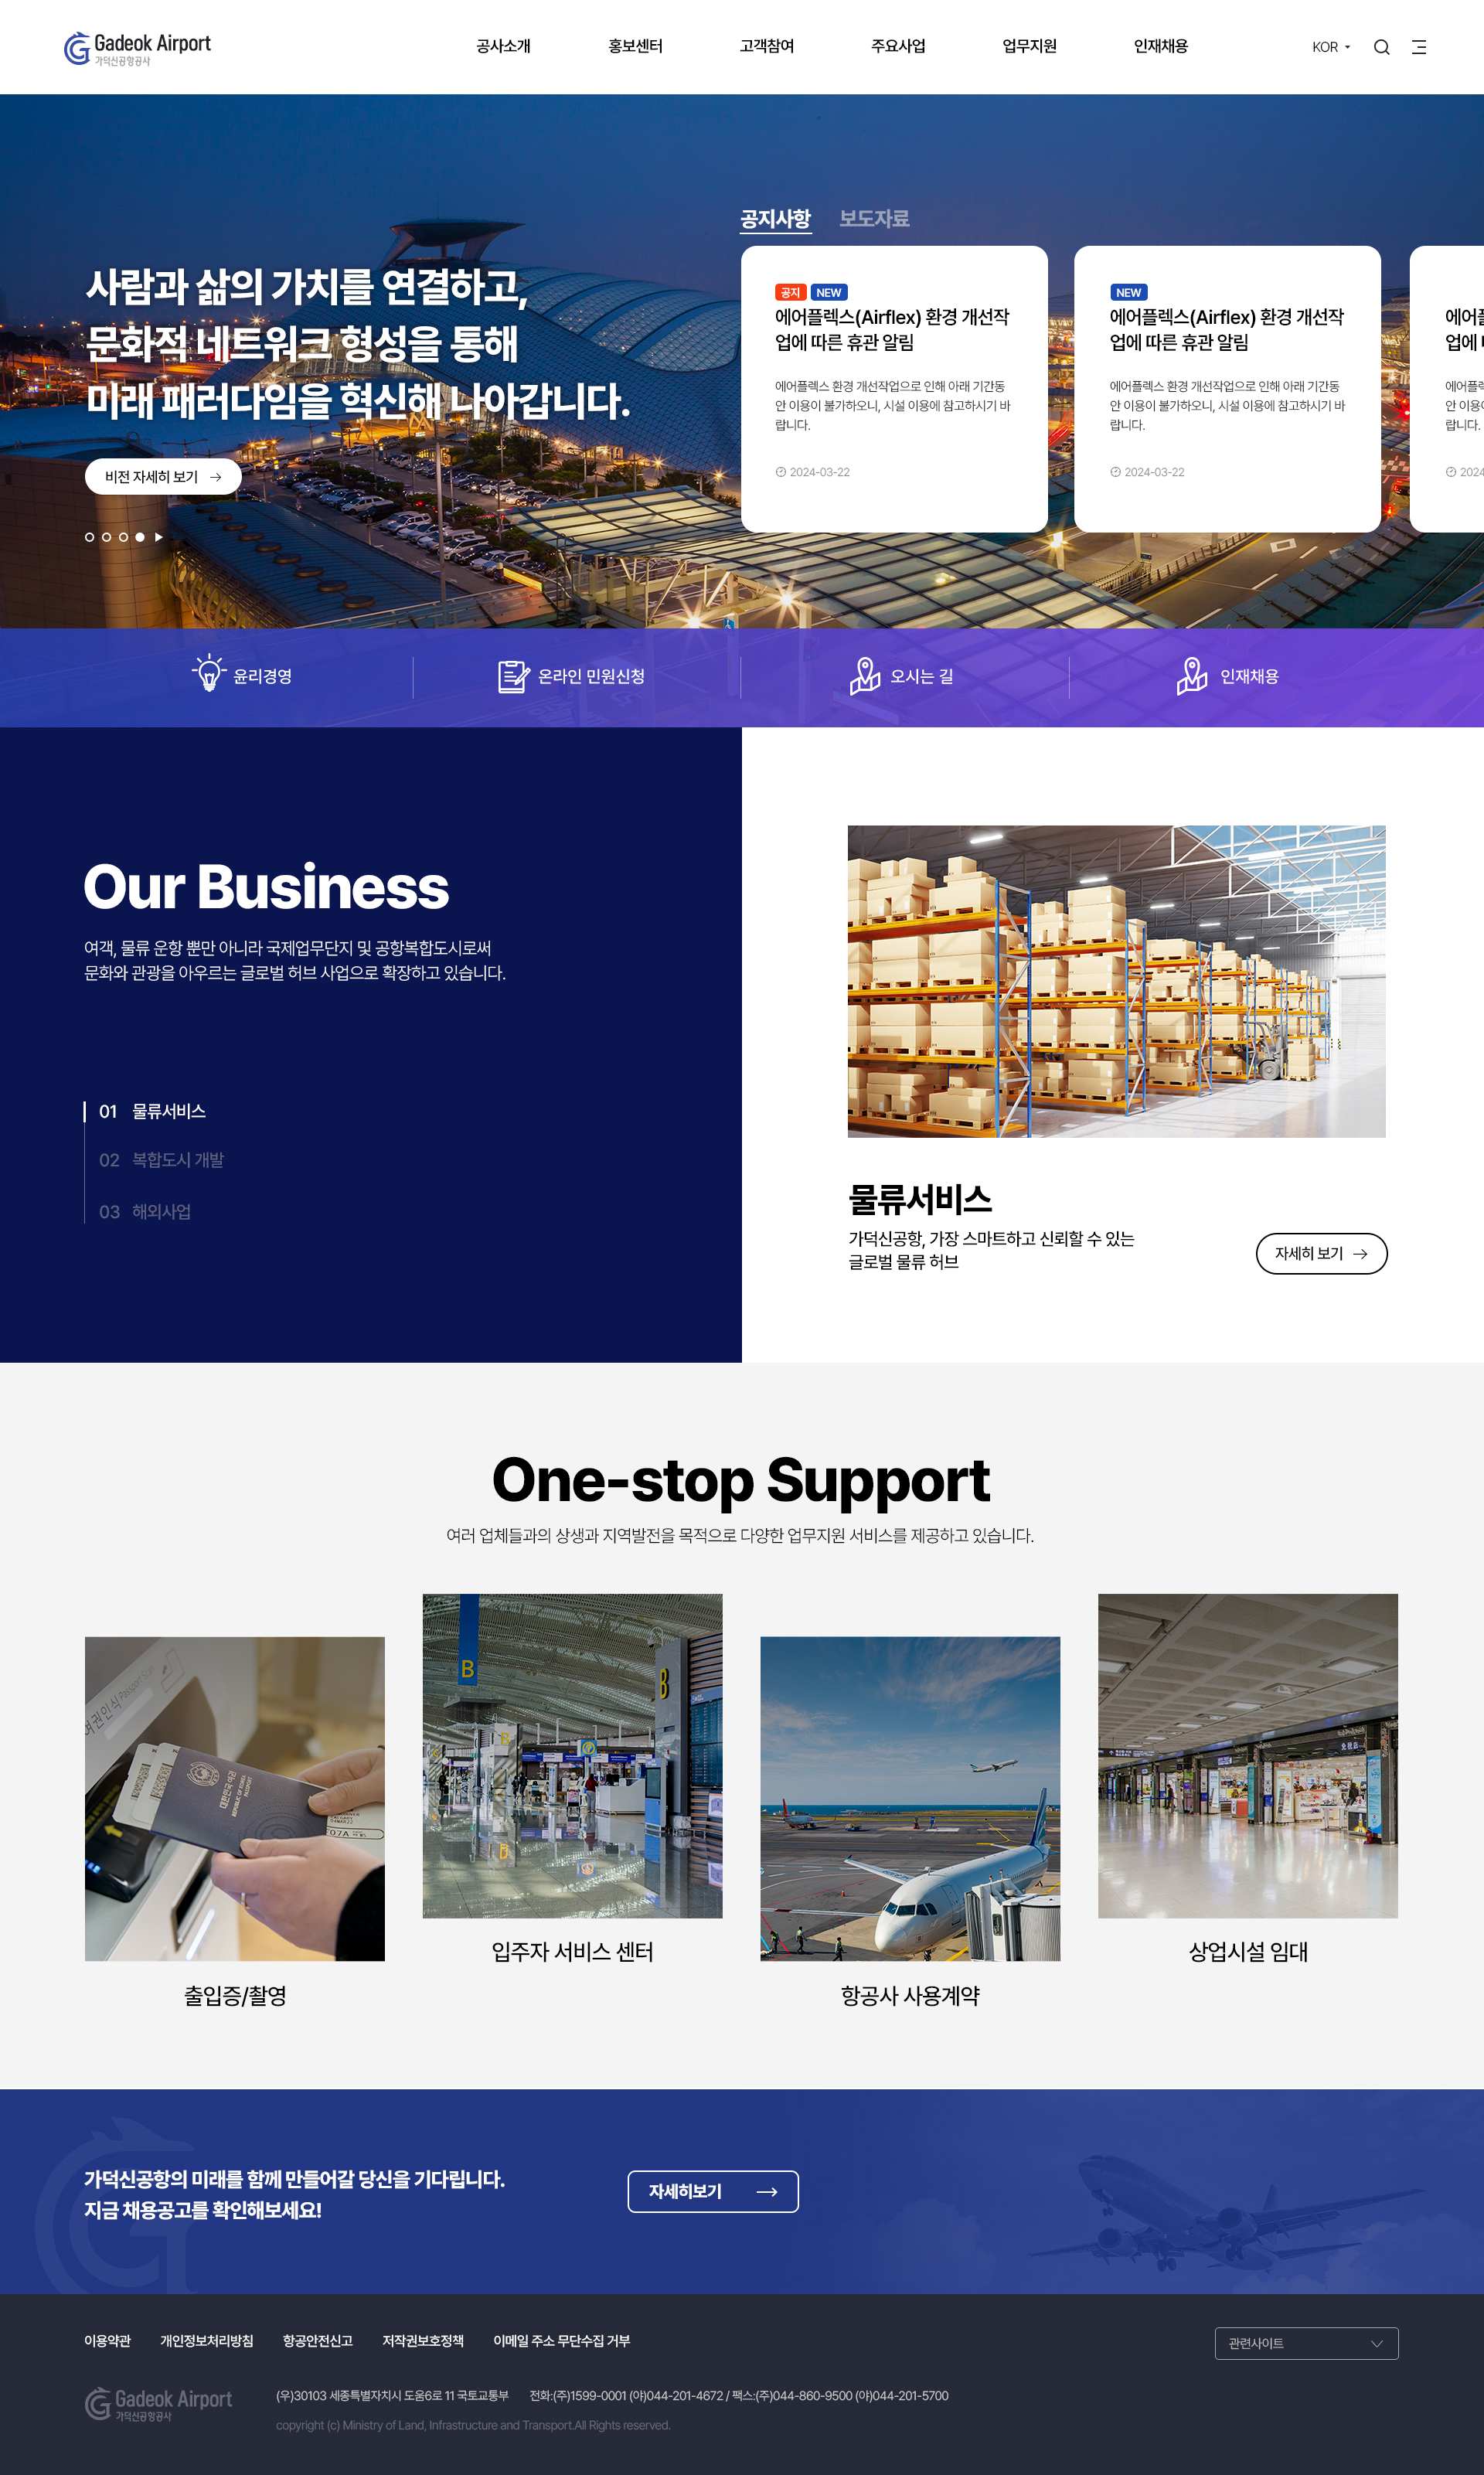 Gadeok Airport
가덕신공항공사
공사소개
홍보센터
고객참여
주요사업
업무지원
인재채용
KOR
공지사항
보도자료
사람과 삶의 가치를 연결하고,
문화적 네트워크 형성을 통해
미래 패러다임을 혁신해 나아갑니다.
비전 자세히 보기
공지 NEW
에어플렉스(Airflex) 환경 개선작
업에 따른 휴관 알림
에어플렉스 환경 개선작업으로 인해 아래 기간동
안 이용이 불가하오니, 시설 이용에 참고하시기 바
랍니다.
2024-03-22
NEW
에어플렉스(Airflex) 환경 개선작
업에 따른 휴관 알림
에어플렉스 환경 개선작업으로 인해 아래 기간동
안 이용이 불가하오니, 시설 이용에 참고하시기 바
랍니다.
2024-03-22
업에
랍니다.
윤리경영
온라인 민원신청
오시는 길
인재채용
Our Business
여객, 물류 운항 뿐만 아니라 국제업무단지 및 공항복합도시로써
문화와 관광을 아우르는 글로벌 허브 사업으로 확장하고 있습니다.
01 물류서비스
02 복합도시 개발
03 해외사업
물류서비스
가덕신공항, 가장 스마트하고 신뢰할 수 있는
글로벌 물류 허브
자세히 보기
One-stop Support
여러 업체들과의 상생과 지역발전을 목적으로 다양한 업무지원 서비스를 제공하고 있습니다.
여권인식 Passport Scan
대한민국 여권
REPUBLIC OF KOREA
PASSPORT
07A
B
B
B
출입증/촬영
입주자 서비스 센터
항공사 사용계약
상업시설 임대
가덕신공항의 미래를 함께 만들어갈 당신을 기다립니다.
지금 채용공고를 확인해보세요!
자세히보기
이용약관
개인정보처리방침
항공안전신고
저작권보호정책
이메일 주소 무단수집 거부
관련사이트
Gadeok Airport
가덕신공항공사
(우)30103 세종특별자치시 도움6로 11 국토교통부
전화:(주)1599-0001 (야)044-201-4672 / 팩스:(주)044-860-9500 (야)044-201-5700
copyright (c) Ministry of Land, Infrastructure and Transport.All Rights reserved.